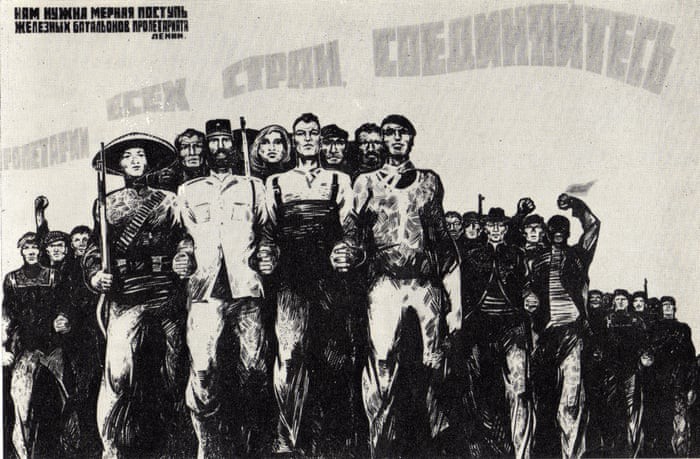 НАМ НУЖНА МЕРНАЯ ПОСТУПЬ
ЖЕЛЕЗНЫХ БАТАЛЬОНОВ ПРОЛЕТАРИАТА
ЛЕНИН.
ПРОЛЕТАРИИ ВСЕХ СТРАН, СОЕДИНЯЙТЕСЬ